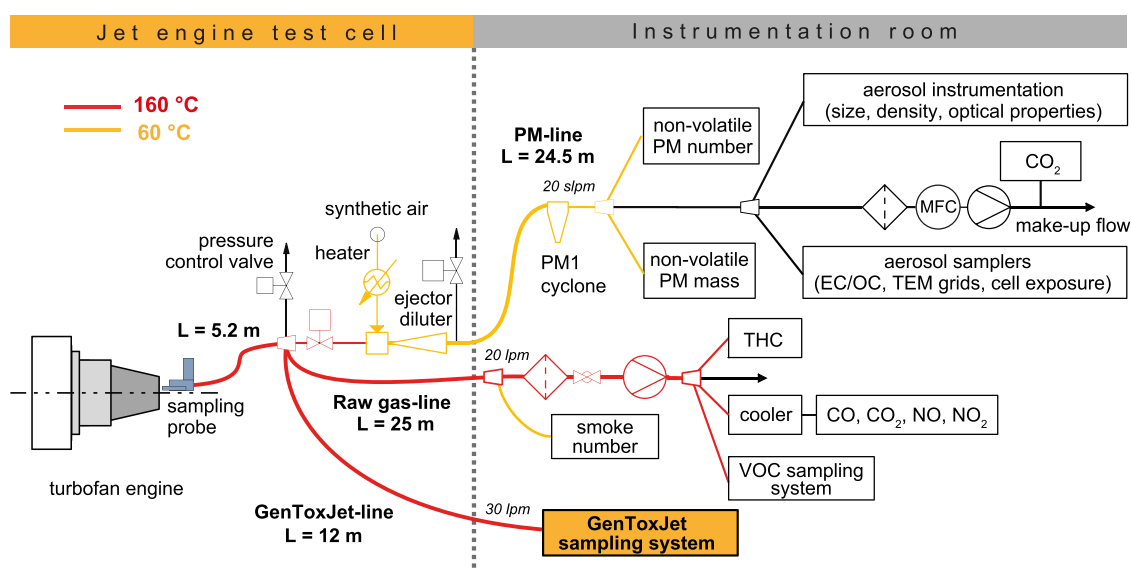 Jet engine test cell
Instrumentation room
160 °C
60 °C
PM-line
L = 24.5 m
non-volatile
PM number
aerosol instrumentation
(size, density, optical properties)
CO2
20 slpm
MFC
make-up flow
synthetic air
pressure
control valve
heater
PM1
cyclone
non-volatile
PM mass
aerosol samplers
(EC/OC, TEM grids, cell exposure)
ejector
diluter
L = 5.2 m
20 lpm
THC
sampling
probe
Raw gas-line
L = 25 m
smoke
number
cooler
CO, CO2, NO, NO2
VOC sampling
system
turbofan engine
GenToxJet-line
L = 12 m
30 lpm
GenToxJet
sampling system